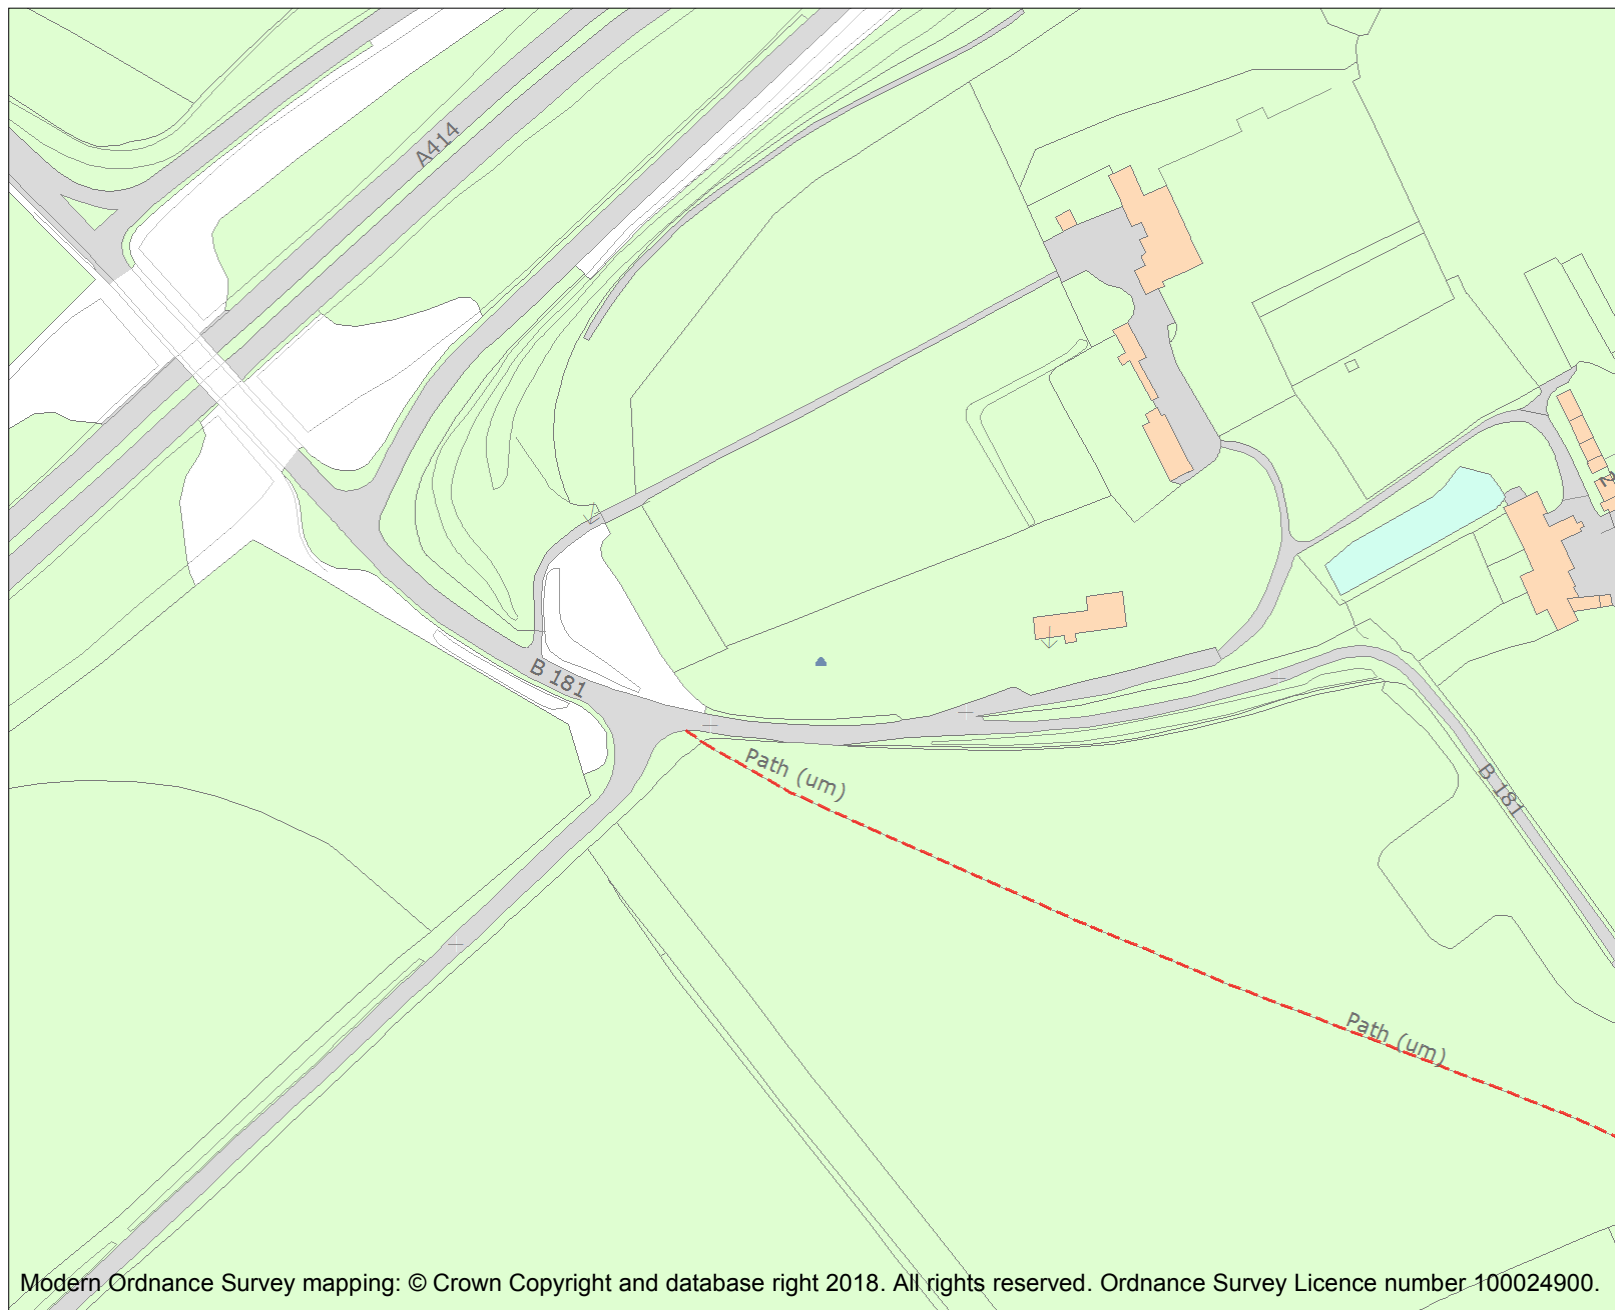 A414
2
B 181
Path (um)
B 181
Path (um)
Modern Ordnance Survey mapping: © Crown Copyright and database right 2018. All rights reserved. Ordnance Survey Licence number 100024900.